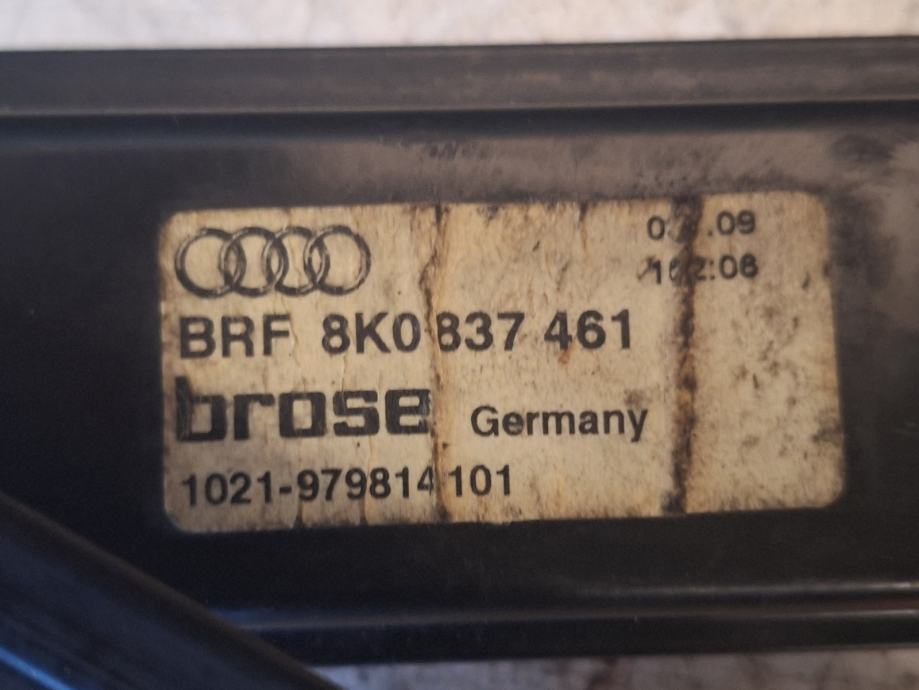 BRF 8K0 837 461
brose Germany
1021-979814 101